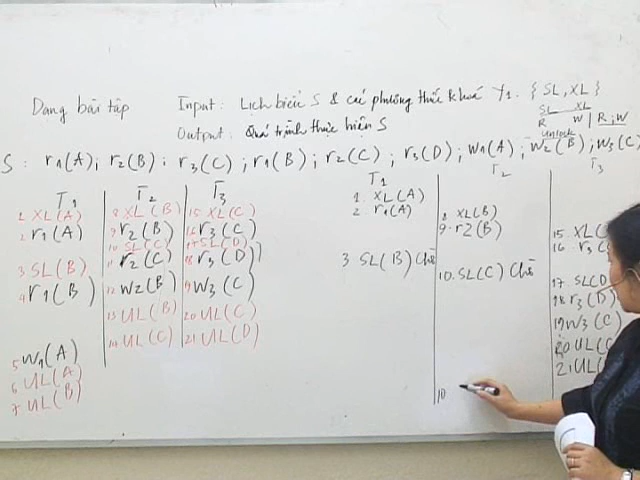 Dạng bài tập Input: Lịch biểu S & các phương thức khoá γ1: {SL, XL}
SL XL
R W | R, W
Output: Quá trình thực hiện S
Unlock
S: r1(A); r2(B); r3(C); r1(B); r2(C); r3(D); w1(A); w2(B); w3(C)
T1
1 XL(A)
2 r1(A)
3 SL(B)
4 r1(B)
5 w1(A)
6 UL(A)
7 UL(B)
T2
8 XL(B)
9 r2(B)
10 SL(C)
11 r2(C)
12 w2(B)
13 UL(B)
14 UL(C)
T3
15 XL(C)
16 r3(C)
17 SL(D)
18 r3(D)
19 w3(C)
20 UL(C)
21 UL(D)
T1
1. XL(A)
2. r1(A)
3 SL(B) Chờ
T2
8 XL(B)
9. r2(B)
10. SL(C) Chờ
10
T3
15 XL(
16 r3(
17. SL(D
18 r3(D)
19 w3(C)
20 UL(C
21 UL(